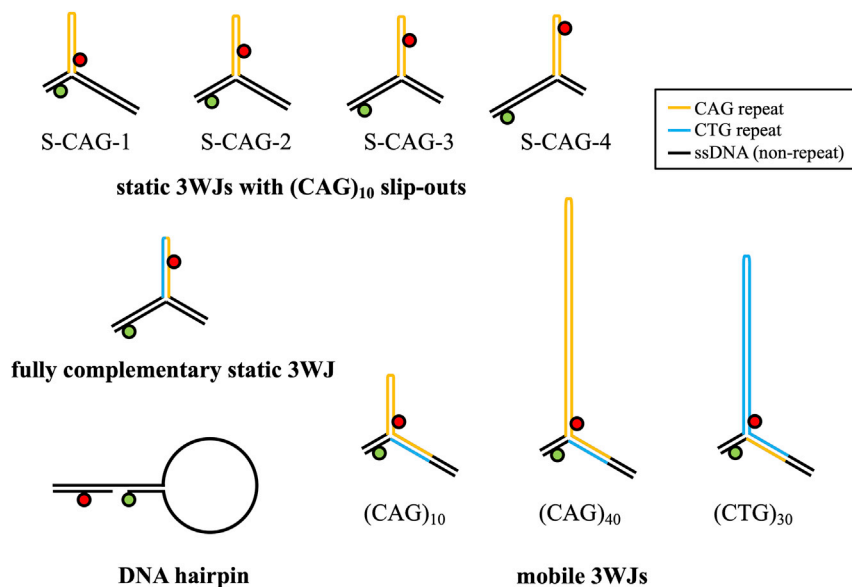 S-CAG-1
S-CAG-2
S-CAG-3
S-CAG-4
static 3WJs with (CAG)₁₀ slip-outs
CAG repeat
CTG repeat
ssDNA (non-repeat)
fully complementary static 3WJ
(CAG)₁₀
(CAG)₄₀
(CTG)₃₀
DNA hairpin
mobile 3WJs